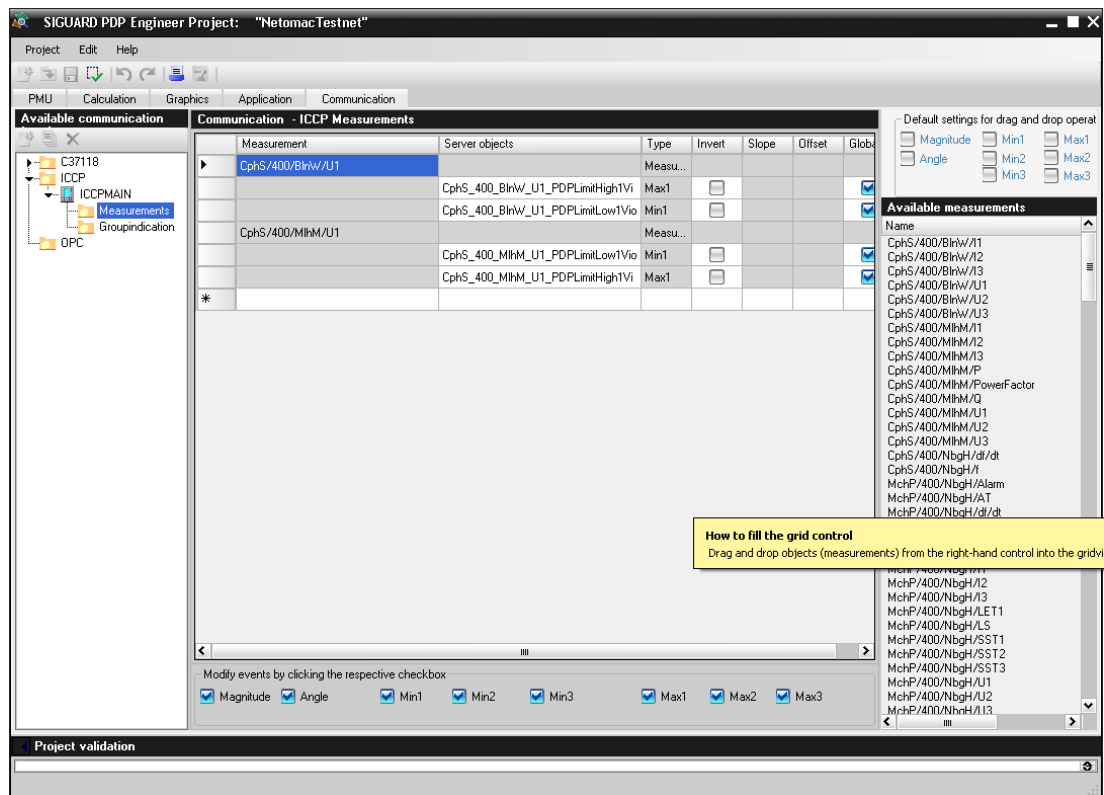 SIGUARD PDP Engineer Project: "NetomacTestnet"
Project Edit Help
PMU Calculation Graphics Application Communication
Available communication
C37118
ICCP
ICCPMAIN
Measurements
Groupindication
OPC
Communication - ICCP Measurements
Measurement Server objects Type Invert Slope Offset Globa
CphS/400/BlnW/U1 Measu...
CphS_400_BlnW_U1_PDPLimitHigh1Vi Max1
CphS_400_BlnW_U1_PDPLimitLow1Vio Min1
CphS/400/MlhM/U1 Measu...
CphS_400_MlhM_U1_PDPLimitLow1Vio Min1
CphS_400_MlhM_U1_PDPLimitHigh1Vi Max1
*
Modify events by clicking the respective checkbox
Magnitude Angle Min1 Min2 Min3 Max1 Max2 Max3
Default settings for drag and drop operat
Magnitude Min1 Max1
Angle Min2 Max2
Min3 Max3
Available measurements
Name
CphS/400/BlnW/I1
CphS/400/BlnW/I2
CphS/400/BlnW/I3
CphS/400/BlnW/U1
CphS/400/BlnW/U2
CphS/400/BlnW/U3
CphS/400/MlhM/I1
CphS/400/MlhM/I2
CphS/400/MlhM/I3
CphS/400/MlhM/P
CphS/400/MlhM/PowerFactor
CphS/400/MlhM/Q
CphS/400/MlhM/U1
CphS/400/MlhM/U2
CphS/400/MlhM/U3
CphS/400/NbgH/df/dt
CphS/400/NbgH/f
MchP/400/NbgH/Alarm
MchP/400/NbgH/AT
MchP/400/NbgH/df/dt
How to fill the grid control
Drag and drop objects (measurements) from the right-hand control into the gridvi
MchP/400/NbgH/I1
MchP/400/NbgH/I2
MchP/400/NbgH/I3
MchP/400/NbgH/LET1
MchP/400/NbgH/LS
MchP/400/NbgH/SST1
MchP/400/NbgH/SST2
MchP/400/NbgH/SST3
MchP/400/NbgH/U1
MchP/400/NbgH/U2
MchP/400/NbgH/U3
Project validation